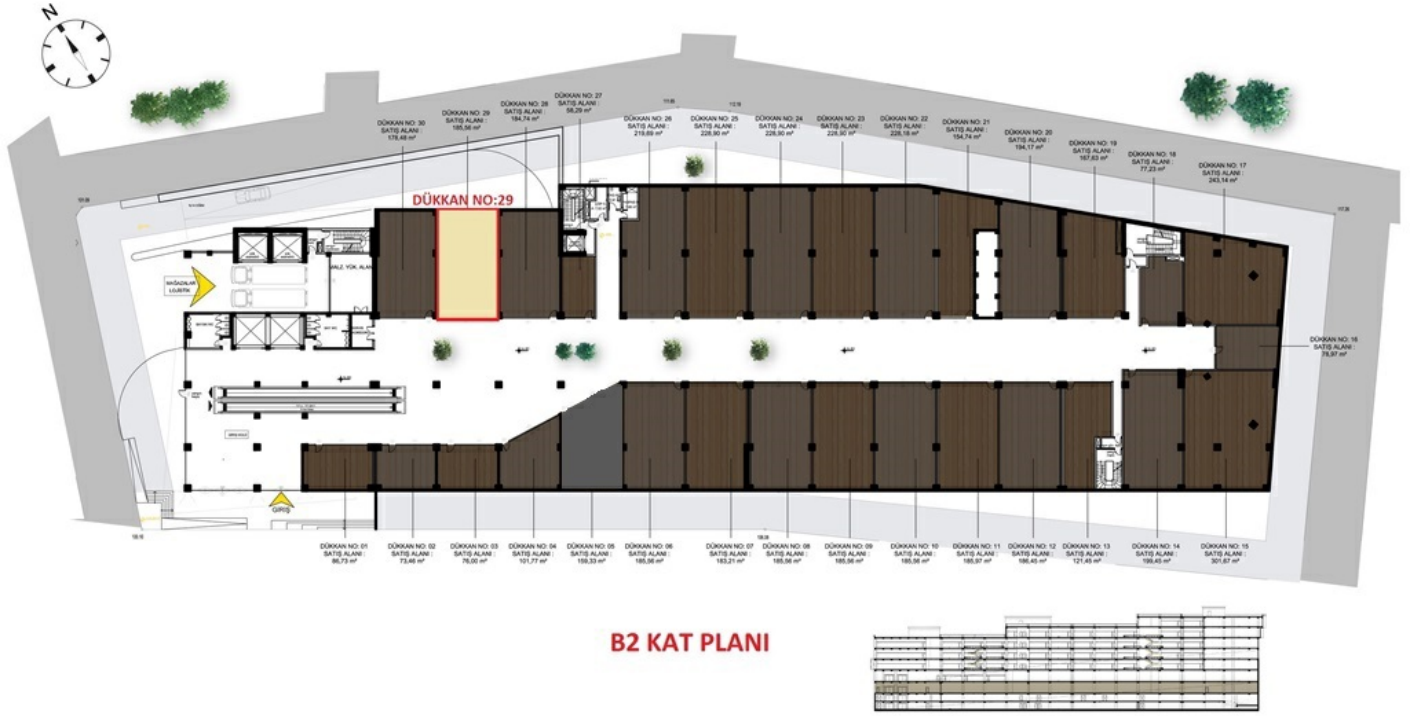 N
DÜKKAN NO: 30
SATIŞ ALANI :
178,48 m²
DÜKKAN NO: 29
SATIŞ ALANI :
185,56 m²
DÜKKAN NO: 28
SATIŞ ALANI :
184,74 m²
DÜKKAN NO: 27
SATIŞ ALANI :
58,29 m²
DÜKKAN NO: 26
SATIŞ ALANI :
219,69 m²
DÜKKAN NO: 25
SATIŞ ALANI :
228,90 m²
DÜKKAN NO: 24
SATIŞ ALANI :
228,90 m²
DÜKKAN NO: 23
SATIŞ ALANI :
228,90 m²
DÜKKAN NO: 22
SATIŞ ALANI :
228,18 m²
DÜKKAN NO: 21
SATIŞ ALANI :
154,74 m²
DÜKKAN NO: 20
SATIŞ ALANI :
194,17 m²
DÜKKAN NO: 19
SATIŞ ALANI :
167,63 m²
DÜKKAN NO: 18
SATIŞ ALANI :
77,23 m²
DÜKKAN NO: 17
SATIŞ ALANI :
243,14 m²
DÜKKAN NO:29
MALZ. YÜK. ALANI
MAĞAZALAR
LOJİSTİK
DÜKKAN NO: 16
SATIŞ ALANI :
78,97 m²
GİRİŞ
DÜKKAN NO: 01
SATIŞ ALANI :
86,73 m²
DÜKKAN NO: 02
SATIŞ ALANI :
73,46 m²
DÜKKAN NO: 03
SATIŞ ALANI :
76,00 m²
DÜKKAN NO: 04
SATIŞ ALANI :
101,77 m²
DÜKKAN NO: 05
SATIŞ ALANI :
159,33 m²
DÜKKAN NO: 06
SATIŞ ALANI :
185,56 m²
DÜKKAN NO: 07
SATIŞ ALANI :
183,21 m²
DÜKKAN NO: 08
SATIŞ ALANI :
185,56 m²
DÜKKAN NO: 09
SATIŞ ALANI :
185,56 m²
DÜKKAN NO: 10
SATIŞ ALANI :
185,56 m²
DÜKKAN NO: 11
SATIŞ ALANI :
185,97 m²
DÜKKAN NO: 12
SATIŞ ALANI :
186,45 m²
DÜKKAN NO: 13
SATIŞ ALANI :
121,45 m²
DÜKKAN NO: 14
SATIŞ ALANI :
199,45 m²
DÜKKAN NO: 15
SATIŞ ALANI :
301,67 m²
B2 KAT PLANI